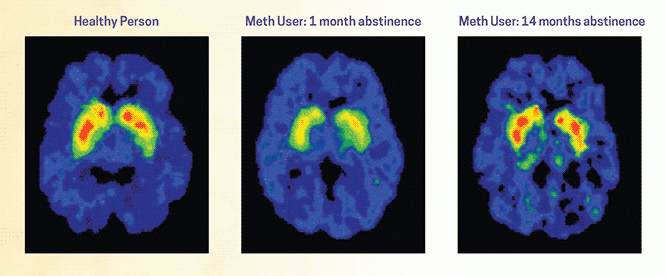 Healthy Person
Meth User: 1 month abstinence
Meth User: 14 months abstinence